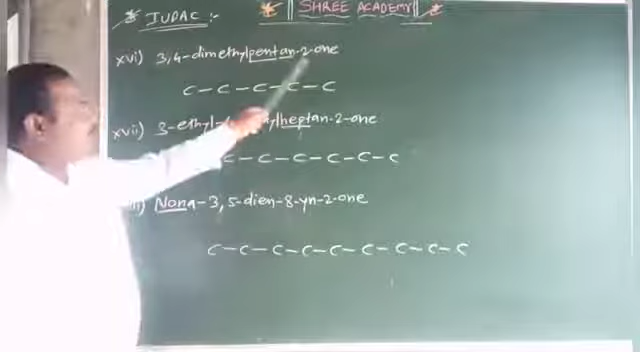 * IUPAC :- * || SHREE ACADEMY || *
xvi) 3,4-dimethylpentan-2-one
C-C-C-C-C
xvii) 3-ethyl- heptan-2-one
C-C-C-C-C-C
Nona-3,5-dien-8-yn-2-one
C-C-C-C-C-C-C-C-C